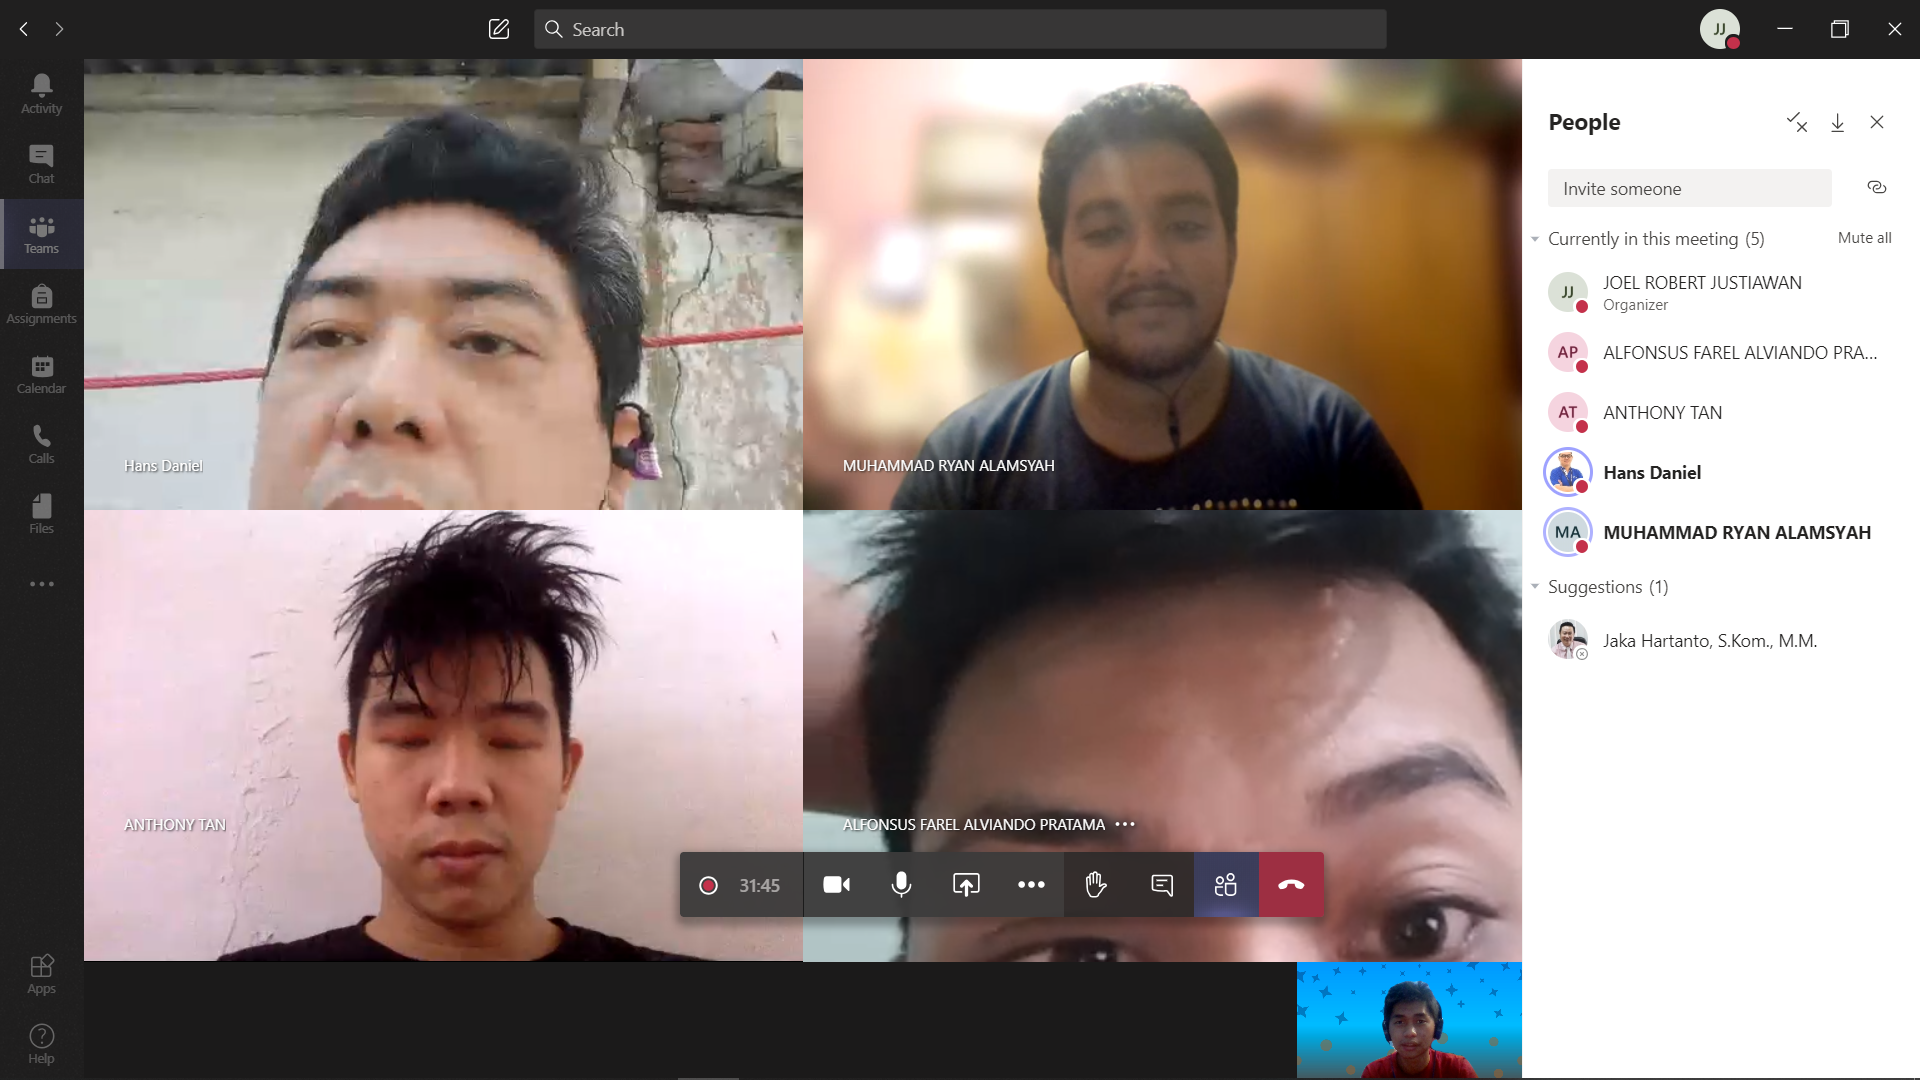 Search
JJ
Activity
Chat
Teams
Assignments
Calendar
Calls
Files
Apps
Help
Hans Daniel
MUHAMMAD RYAN ALAMSYAH
ANTHONY TAN
ALFONSUS FAREL ALVIANDO PRATAMA
31:45
People
Invite someone
Currently in this meeting (5)
Mute all
JJ
JOEL ROBERT JUSTIAWAN
Organizer
AP
ALFONSUS FAREL ALVIANDO PRA...
AT
ANTHONY TAN
Hans Daniel
MA
MUHAMMAD RYAN ALAMSYAH
Suggestions (1)
Jaka Hartanto, S.Kom., M.M.